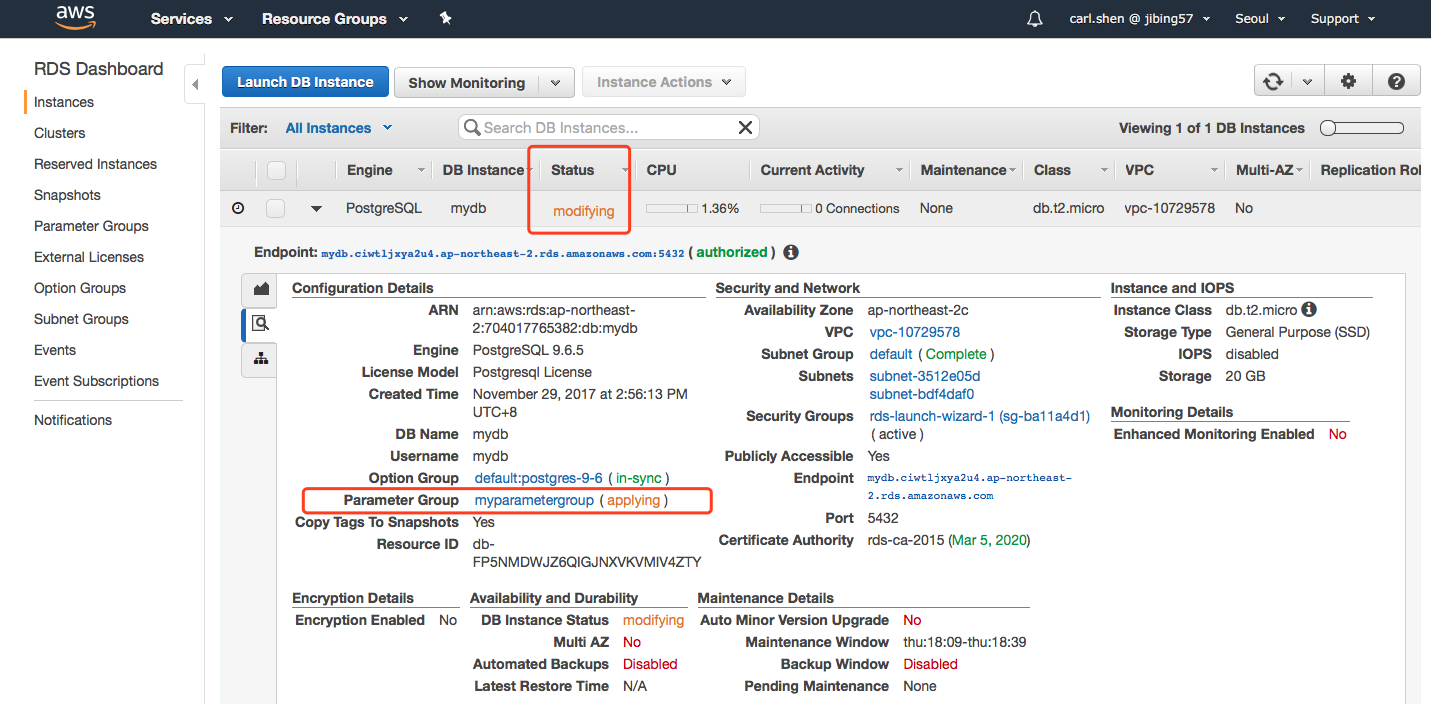 aws Services Resource Groups carl.shen @ jibing57 Seoul Support
RDS Dashboard
Instances
Clusters
Reserved Instances
Snapshots
Parameter Groups
External Licenses
Option Groups
Subnet Groups
Events
Event Subscriptions
Notifications
Launch DB Instance Show Monitoring Instance Actions
Filter: All Instances Search DB Instances... Viewing 1 of 1 DB Instances
Engine DB Instance Status CPU Current Activity Maintenance Class VPC Multi-AZ Replication Rol
PostgreSQL mydb modifying 1.36% 0 Connections None db.t2.micro vpc-10729578 No
Endpoint: mydb.ciwtljxya2u4.ap-northeast-2.rds.amazonaws.com:5432 ( authorized )
Configuration Details
ARN arn:aws:rds:ap-northeast-
2:704017765382:db:mydb
Engine PostgreSQL 9.6.5
License Model Postgresql License
Created Time November 29, 2017 at 2:56:13 PM
UTC+8
DB Name mydb
Username mydb
Option Group default:postgres-9-6 ( in-sync )
Parameter Group myparametergroup ( applying )
Copy Tags To Snapshots Yes
Resource ID db-
FP5NMDWJZ6QIGJNXVKVMIV4ZTY
Security and Network
Availability Zone ap-northeast-2c
VPC vpc-10729578
Subnet Group default ( Complete )
Subnets subnet-3512e05d
subnet-bdf4daf0
Security Groups rds-launch-wizard-1 (sg-ba11a4d1)
( active )
Publicly Accessible Yes
Endpoint mydb.ciwtljxya2u4.ap-northeast-
2.rds.amazonaws.com
Port 5432
Certificate Authority rds-ca-2015 (Mar 5, 2020)
Instance and IOPS
Instance Class db.t2.micro
Storage Type General Purpose (SSD)
IOPS disabled
Storage 20 GB
Monitoring Details
Enhanced Monitoring Enabled No
Encryption Details
Encryption Enabled No
Availability and Durability
DB Instance Status modifying
Multi AZ No
Automated Backups Disabled
Latest Restore Time N/A
Maintenance Details
Auto Minor Version Upgrade No
Maintenance Window thu:18:09-thu:18:39
Backup Window Disabled
Pending Maintenance None